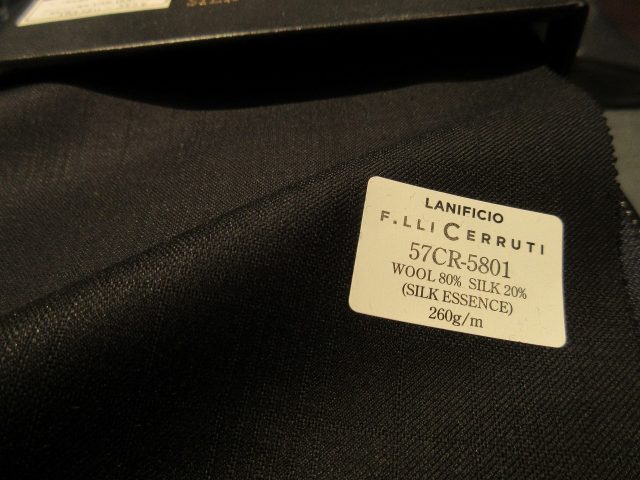 LANIFICIO
F.LLI CERRUTI
57CR-5801
WOOL 80% SILK 20%
(SILK ESSENCE)
260g/m